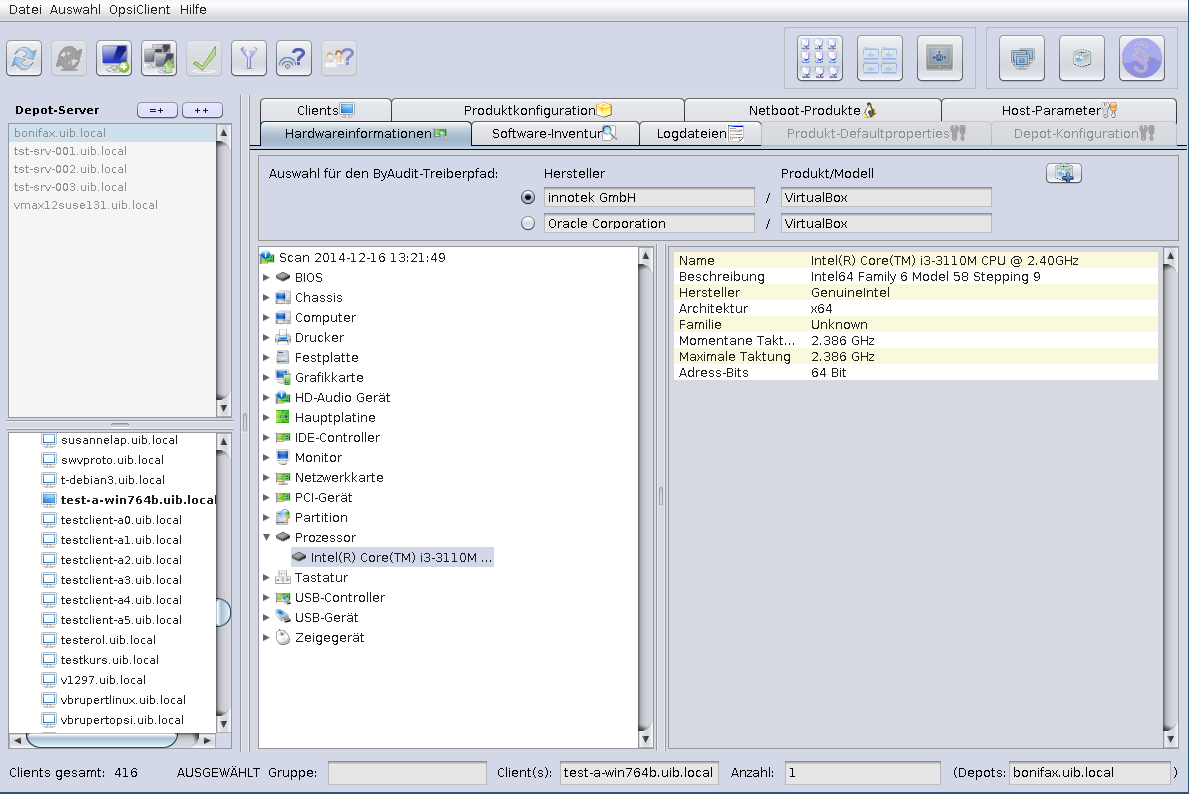 Datei Auswahl OpsiClient Hilfe
Depot-Server =+ ++
bonifax.uib.local
tst-srv-001.uib.local
tst-srv-002.uib.local
tst-srv-003.uib.local
vmax12suse131.uib.local
susannelap.uib.local
swvproto.uib.local
t-debian3.uib.local
test-a-win764b.uib.local
testclient-a0.uib.local
testclient-a1.uib.local
testclient-a2.uib.local
testclient-a3.uib.local
testclient-a4.uib.local
testclient-a5.uib.local
testerol.uib.local
testkurs.uib.local
v1297.uib.local
vbrupertlinux.uib.local
vbrupertopsi.uib.local
Clients Produktkonfiguration Netboot-Produkte Host-Parameter
Hardwareinformationen Software-Inventur Logdateien Produkt-Defaultproperties Depot-Konfiguration
Auswahl für den ByAudit-Treiberpfad: Hersteller Produkt/Modell
innotek GmbH / VirtualBox
Oracle Corporation / VirtualBox
Scan 2014-12-16 13:21:49
BIOS
Chassis
Computer
Drucker
Festplatte
Grafikkarte
HD-Audio Gerät
Hauptplatine
IDE-Controller
Monitor
Netzwerkkarte
PCI-Gerät
Partition
Prozessor
Intel(R) Core(TM) i3-3110M ...
Tastatur
USB-Controller
USB-Gerät
Zeigegerät
Name Intel(R) Core(TM) i3-3110M CPU @ 2.40GHz
Beschreibung Intel64 Family 6 Model 58 Stepping 9
Hersteller GenuineIntel
Architektur x64
Familie Unknown
Momentane Takt... 2.386 GHz
Maximale Taktung 2.386 GHz
Adress-Bits 64 Bit
Clients gesamt: 416 AUSGEWÄHLT Gruppe: Client(s): test-a-win764b.uib.local Anzahl: 1 (Depots: bonifax.uib.local )